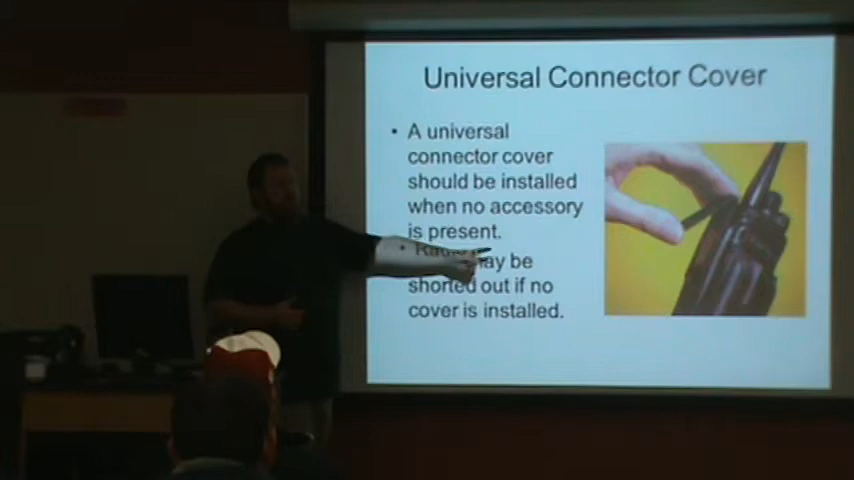 Universal Connector Cover
• A universal
connector cover
should be installed
when no accessory
is present.
• may be
shorted out if no
cover is installed.